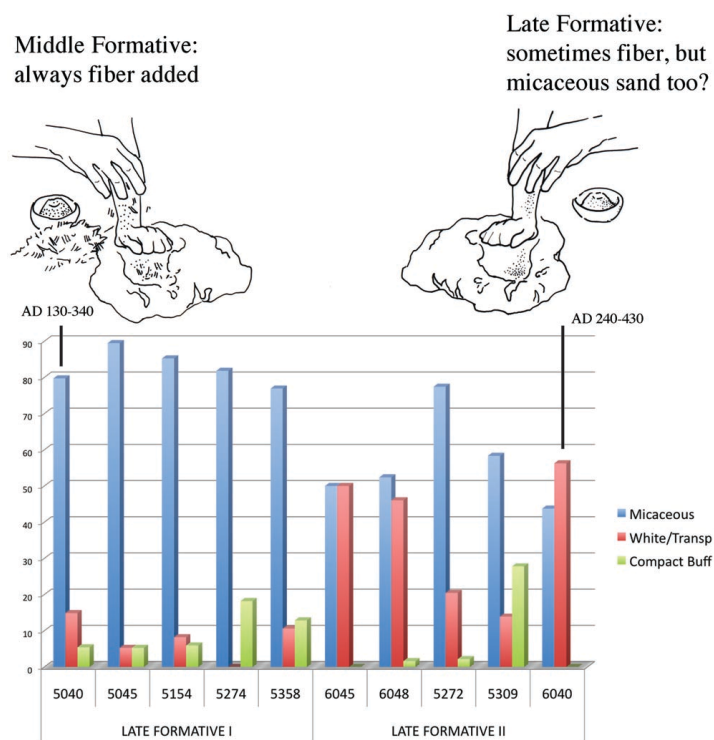 Middle Formative:
always fiber added
Late Formative:
sometimes fiber, but
micaceous sand too?
AD 130-340
AD 240-430
90
80
70
60
50
40
30
20
10
0
Micaceous
White/Transp
Compact Buff
5040 5045 5154 5274 5358 6045 6048 5272 5309 6040
LATE FORMATIVE I LATE FORMATIVE II